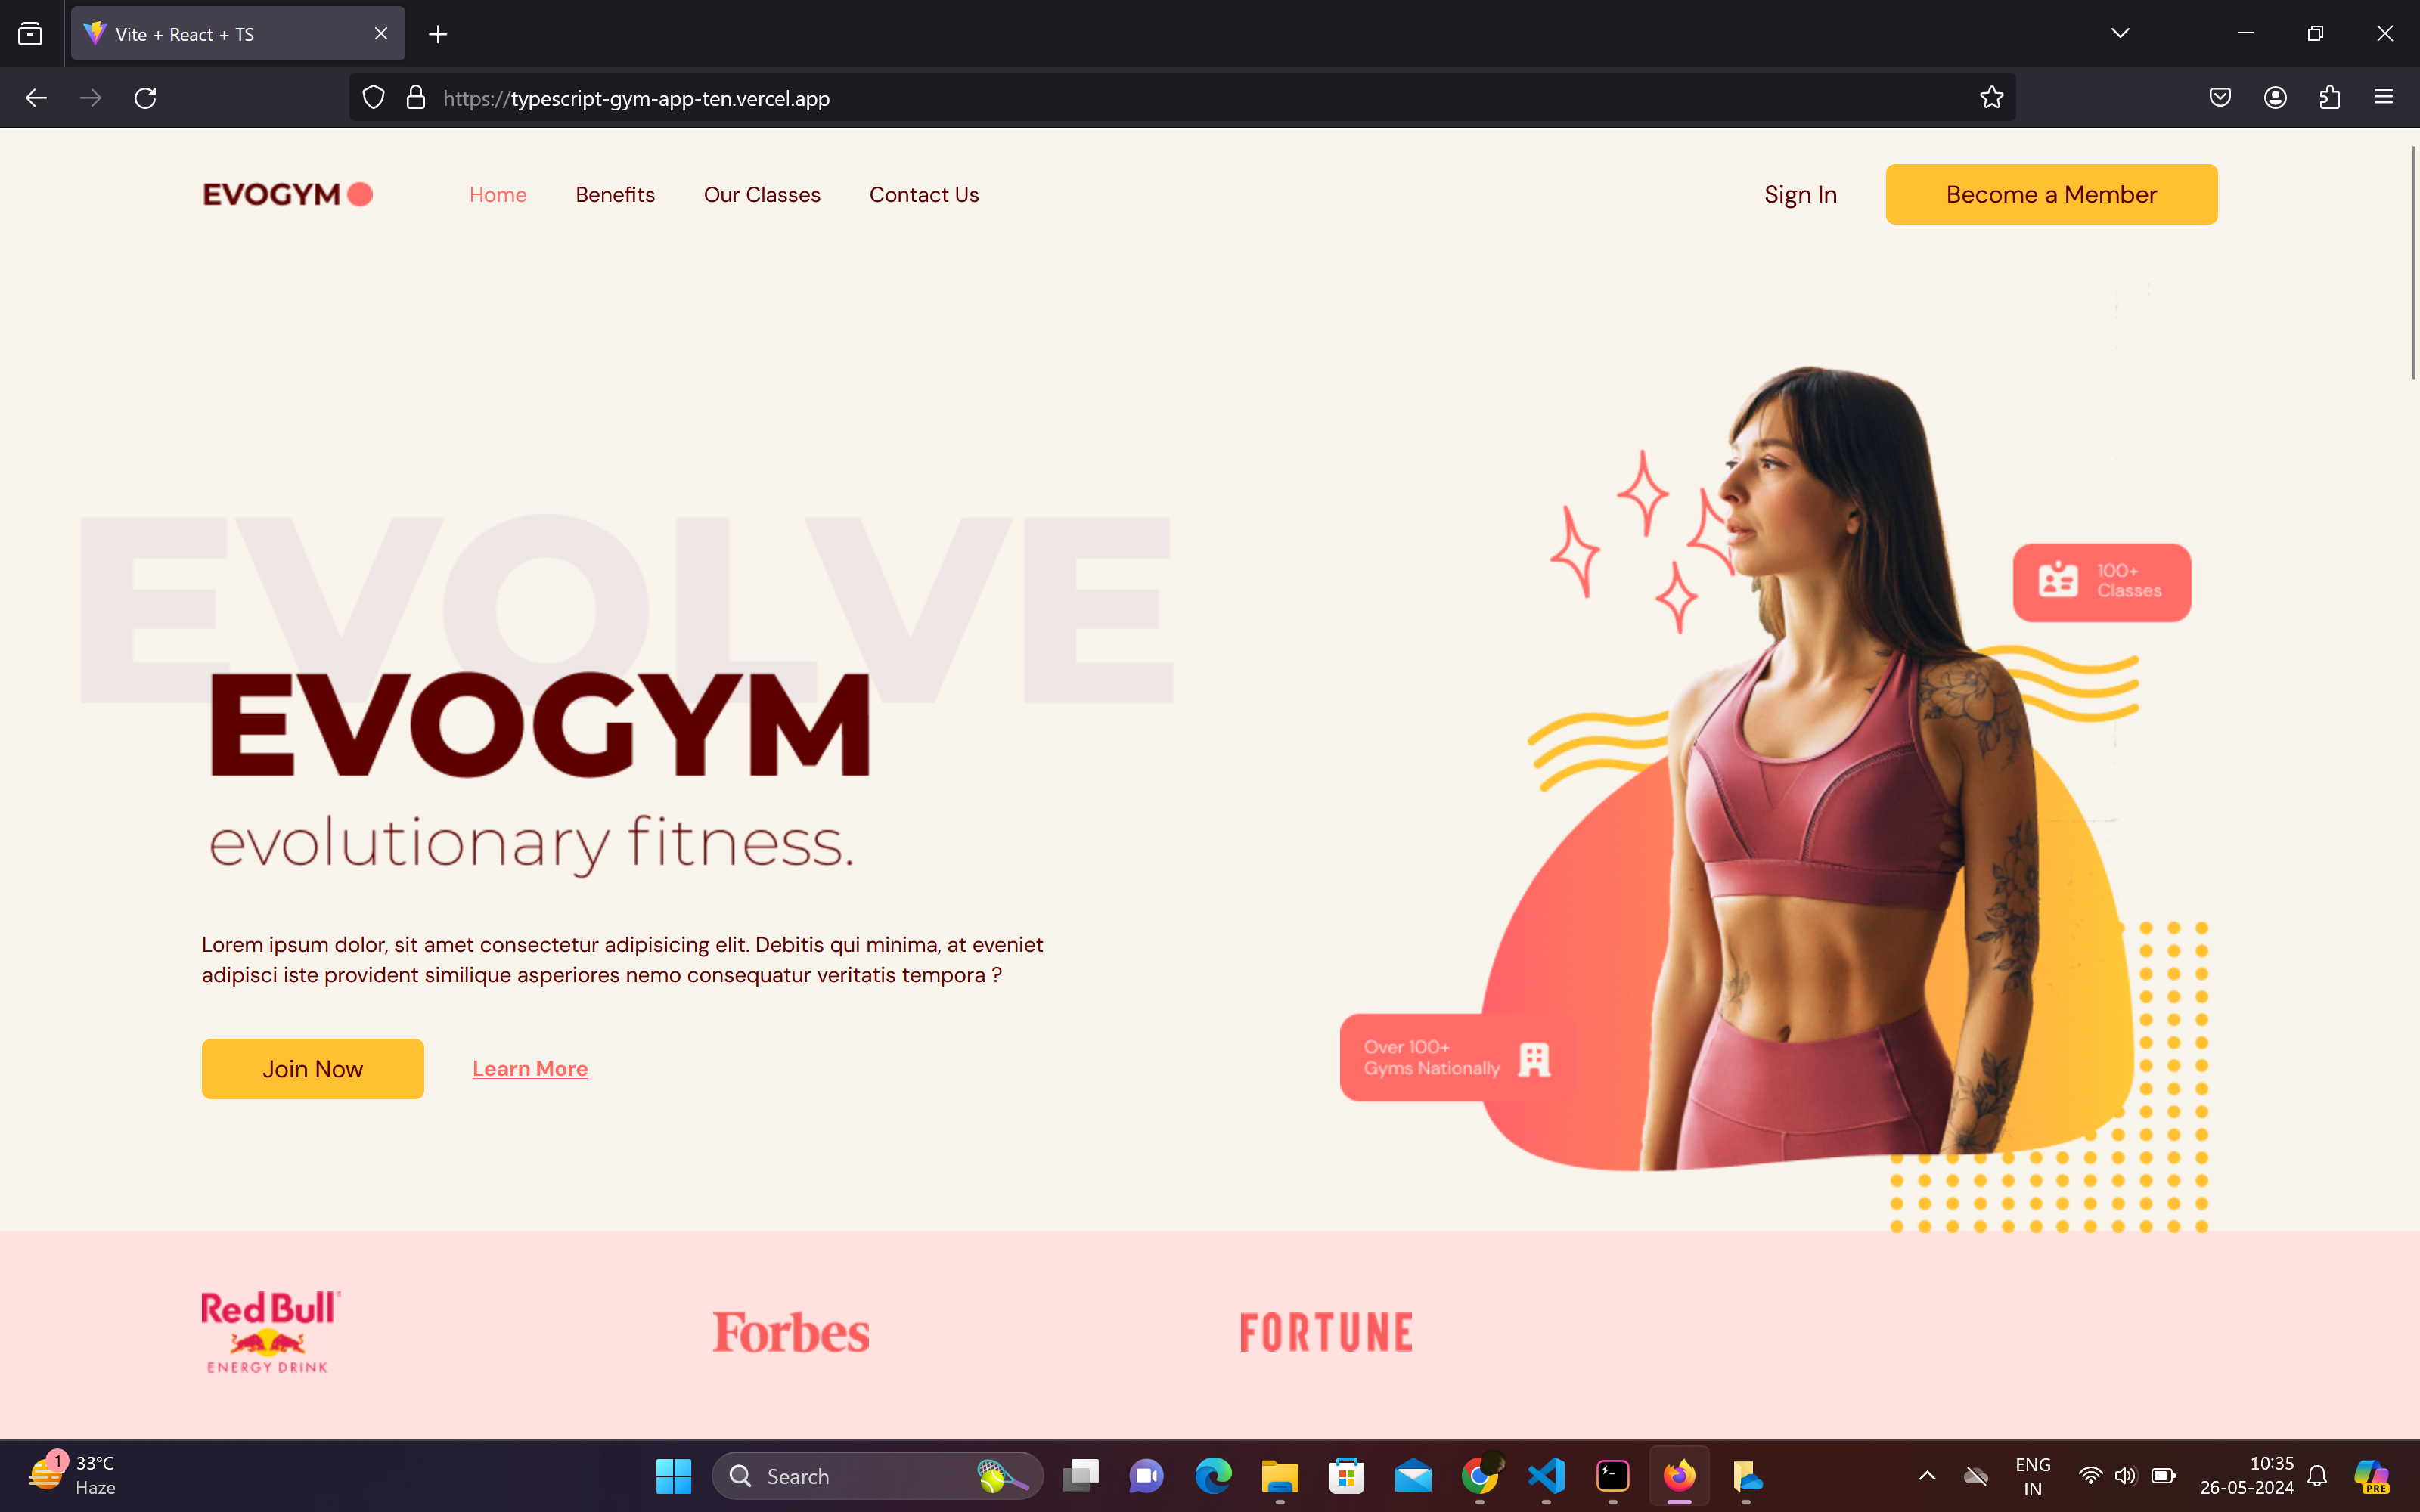 Vite + React + TS
https://typescript-gym-app-ten.vercel.app
EVOGYM
Home
Benefits
Our Classes
Contact Us
Sign In
Become a Member
EVOLVE
EVOGYM
evolutionary fitness.
Lorem ipsum dolor, sit amet consectetur adipisicing elit. Debitis qui minima, at eveniet
adipisci iste provident similique asperiores nemo consequatur veritatis tempora ?
Join Now
Learn More
100+
Classes
Over 100+
Gyms Nationally
Red Bull
ENERGY DRINK
Forbes
FORTUNE
1
33°C
Haze
Search
ENG
IN
10:35
26-05-2024
PRE